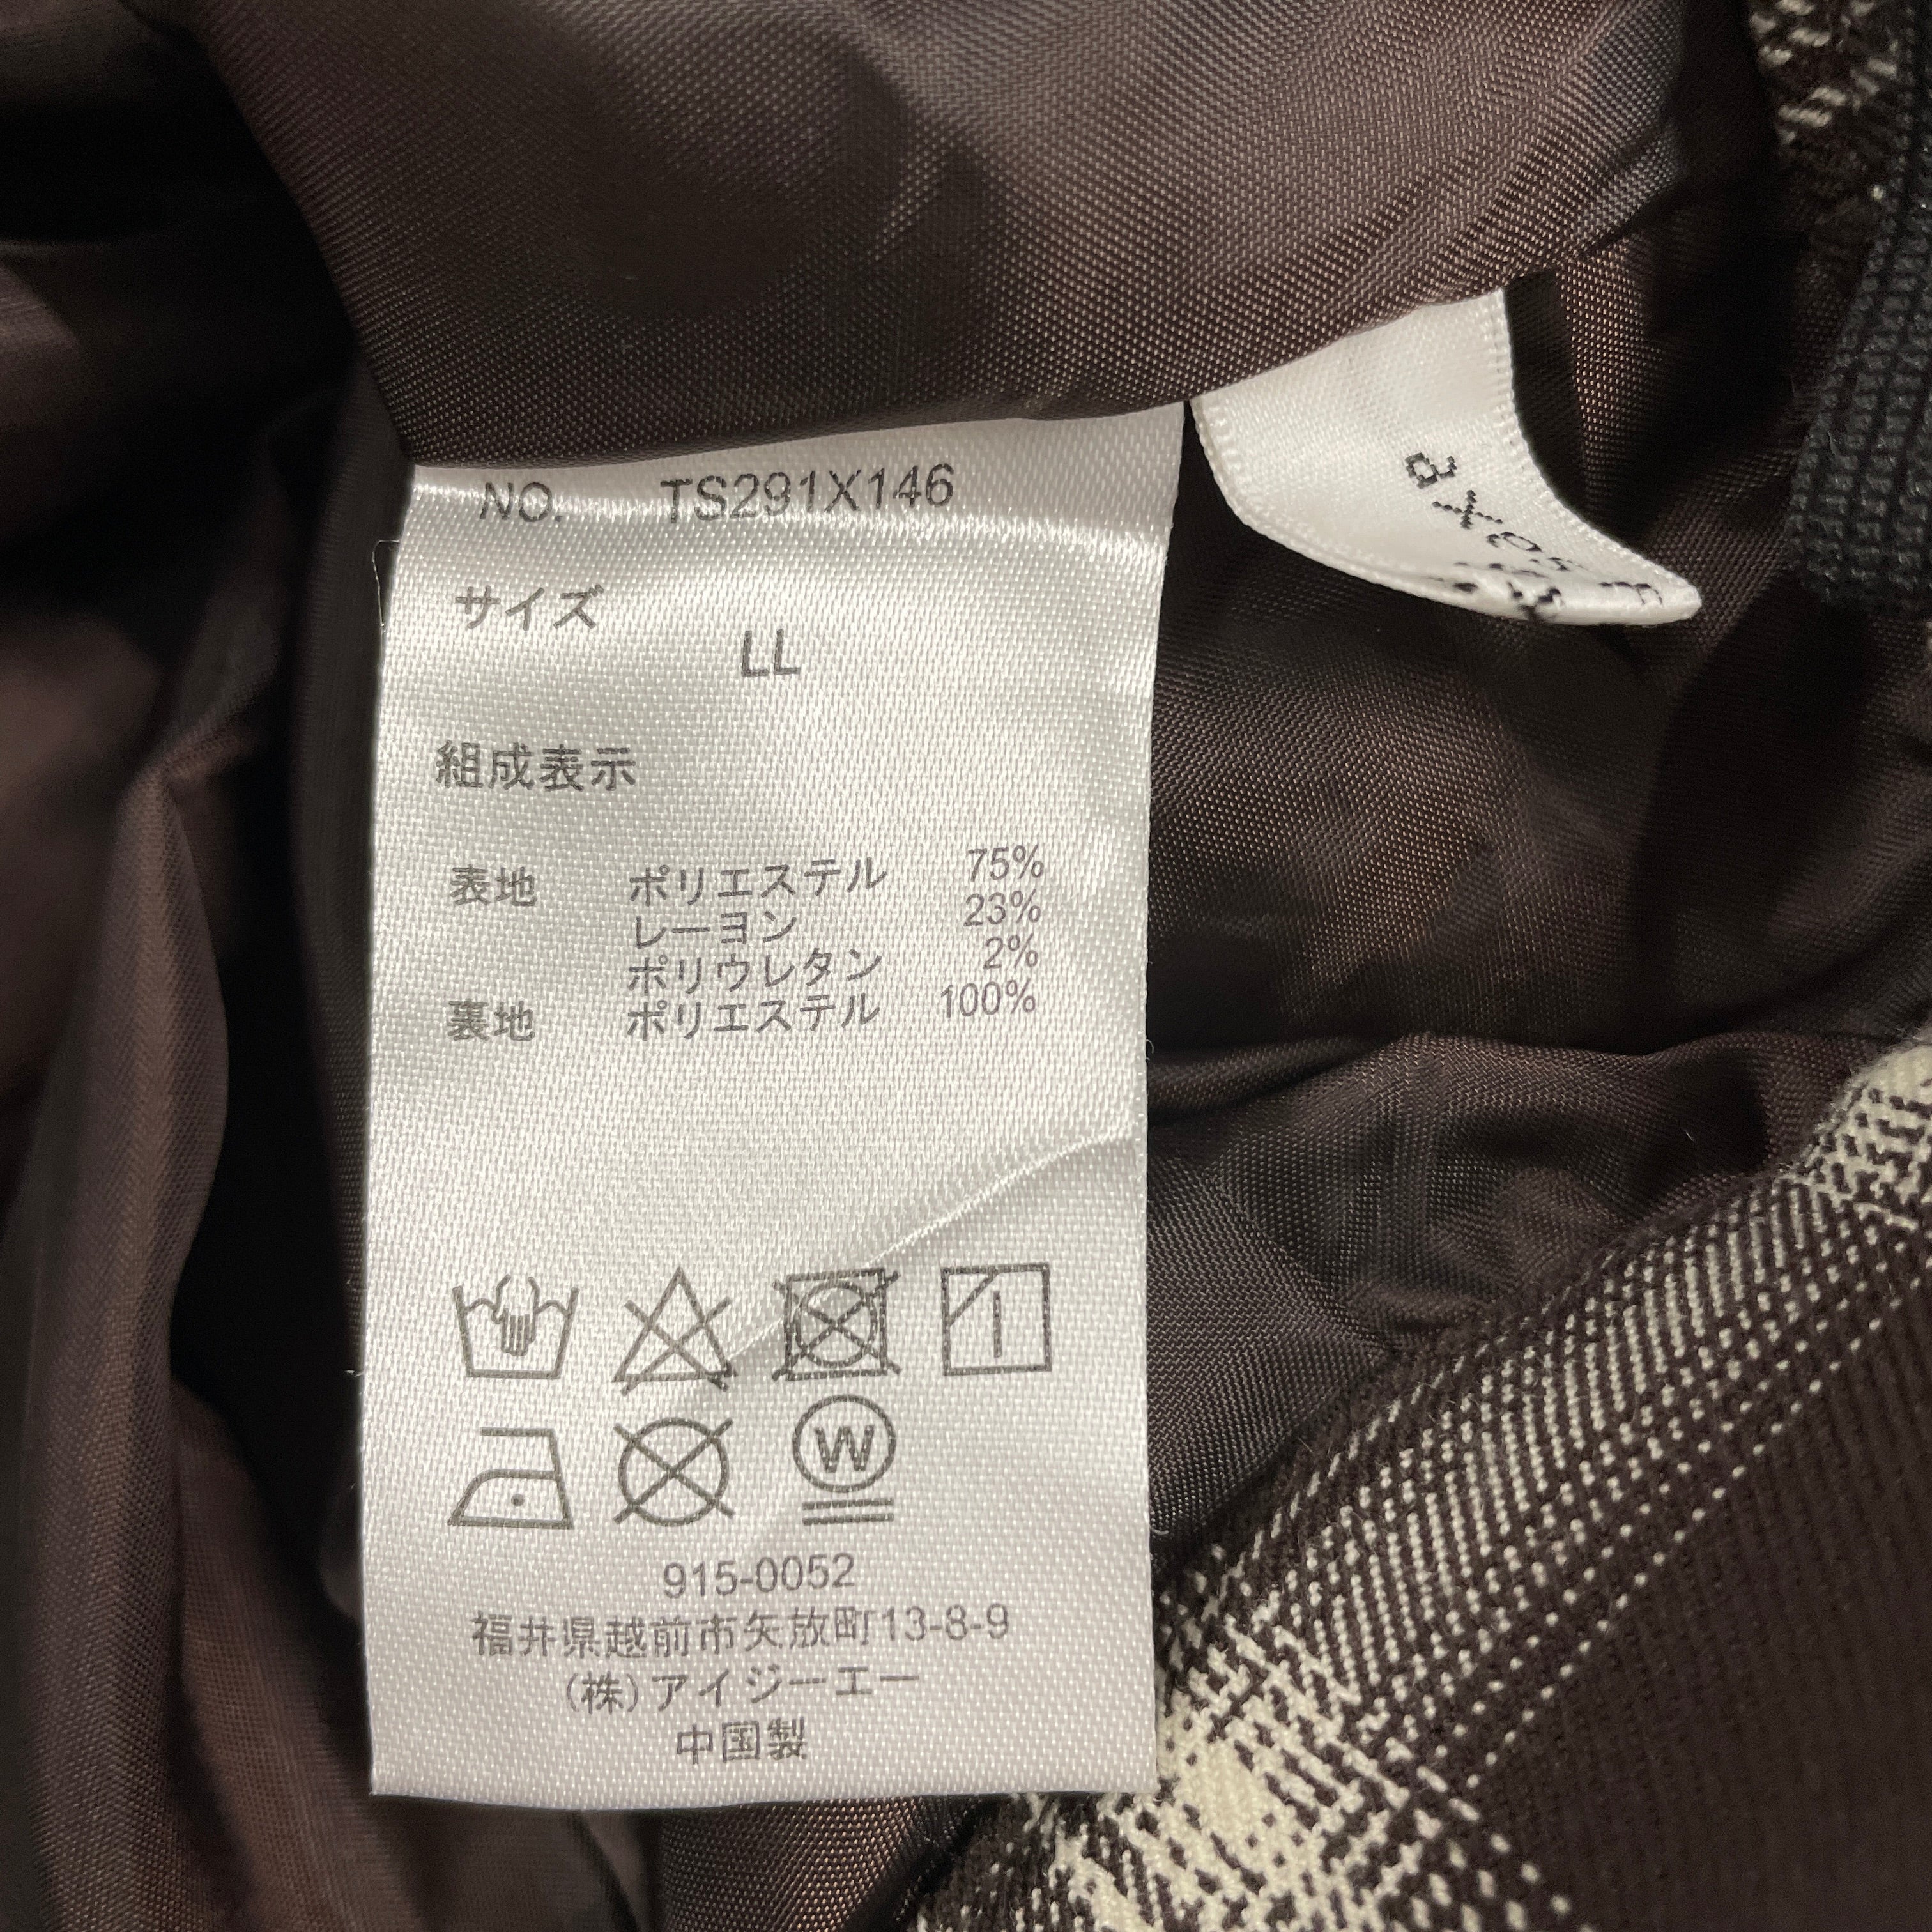 NO. TS291X146
サイズ
LL
組成表示
表地 ポリエステル 75%
レーヨン 23%
ポリウレタン 2%
裏地 ポリエステル 100%
W
915-0052
福井県越前市矢放町13-8-9
(株)アイジーエー
中国製